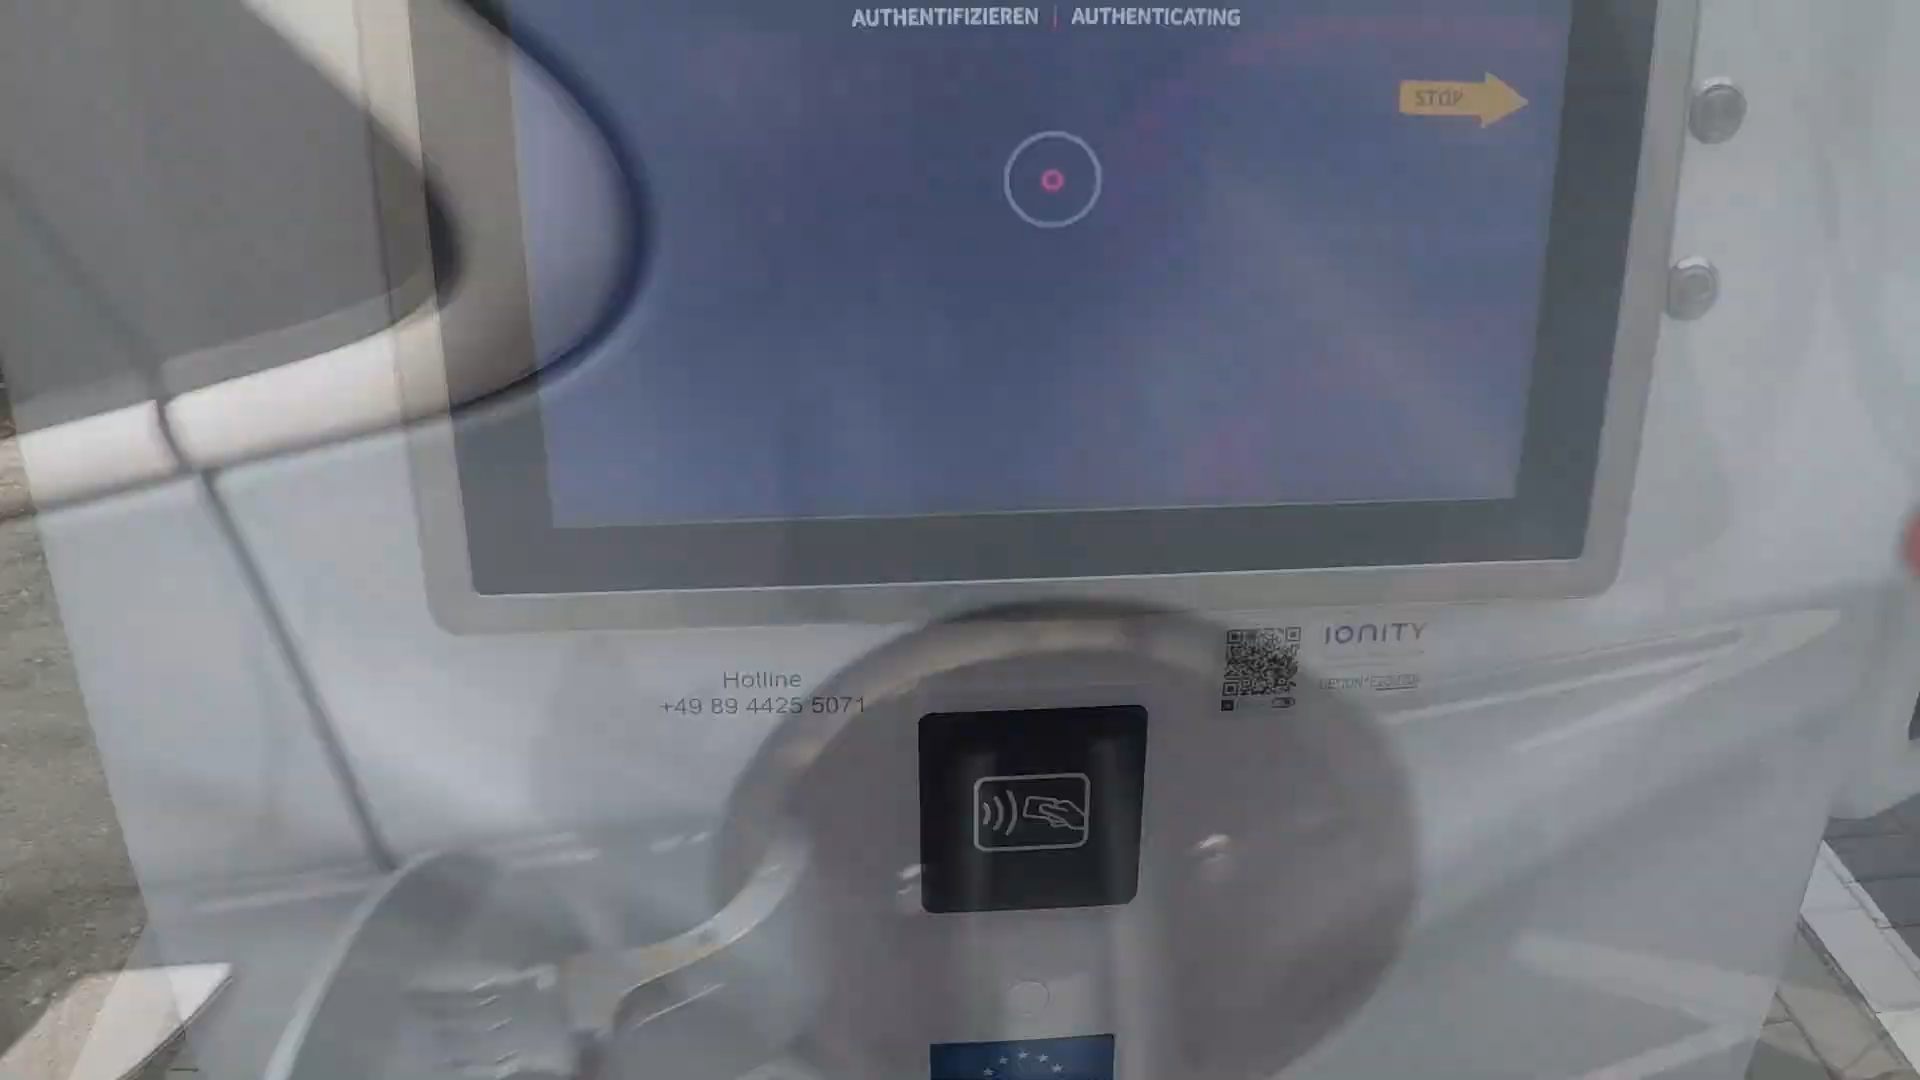 AUTHENTIFIZIEREN | AUTHENTICATING
STOP
IONITY
Hotline
+49 89 4425 5071